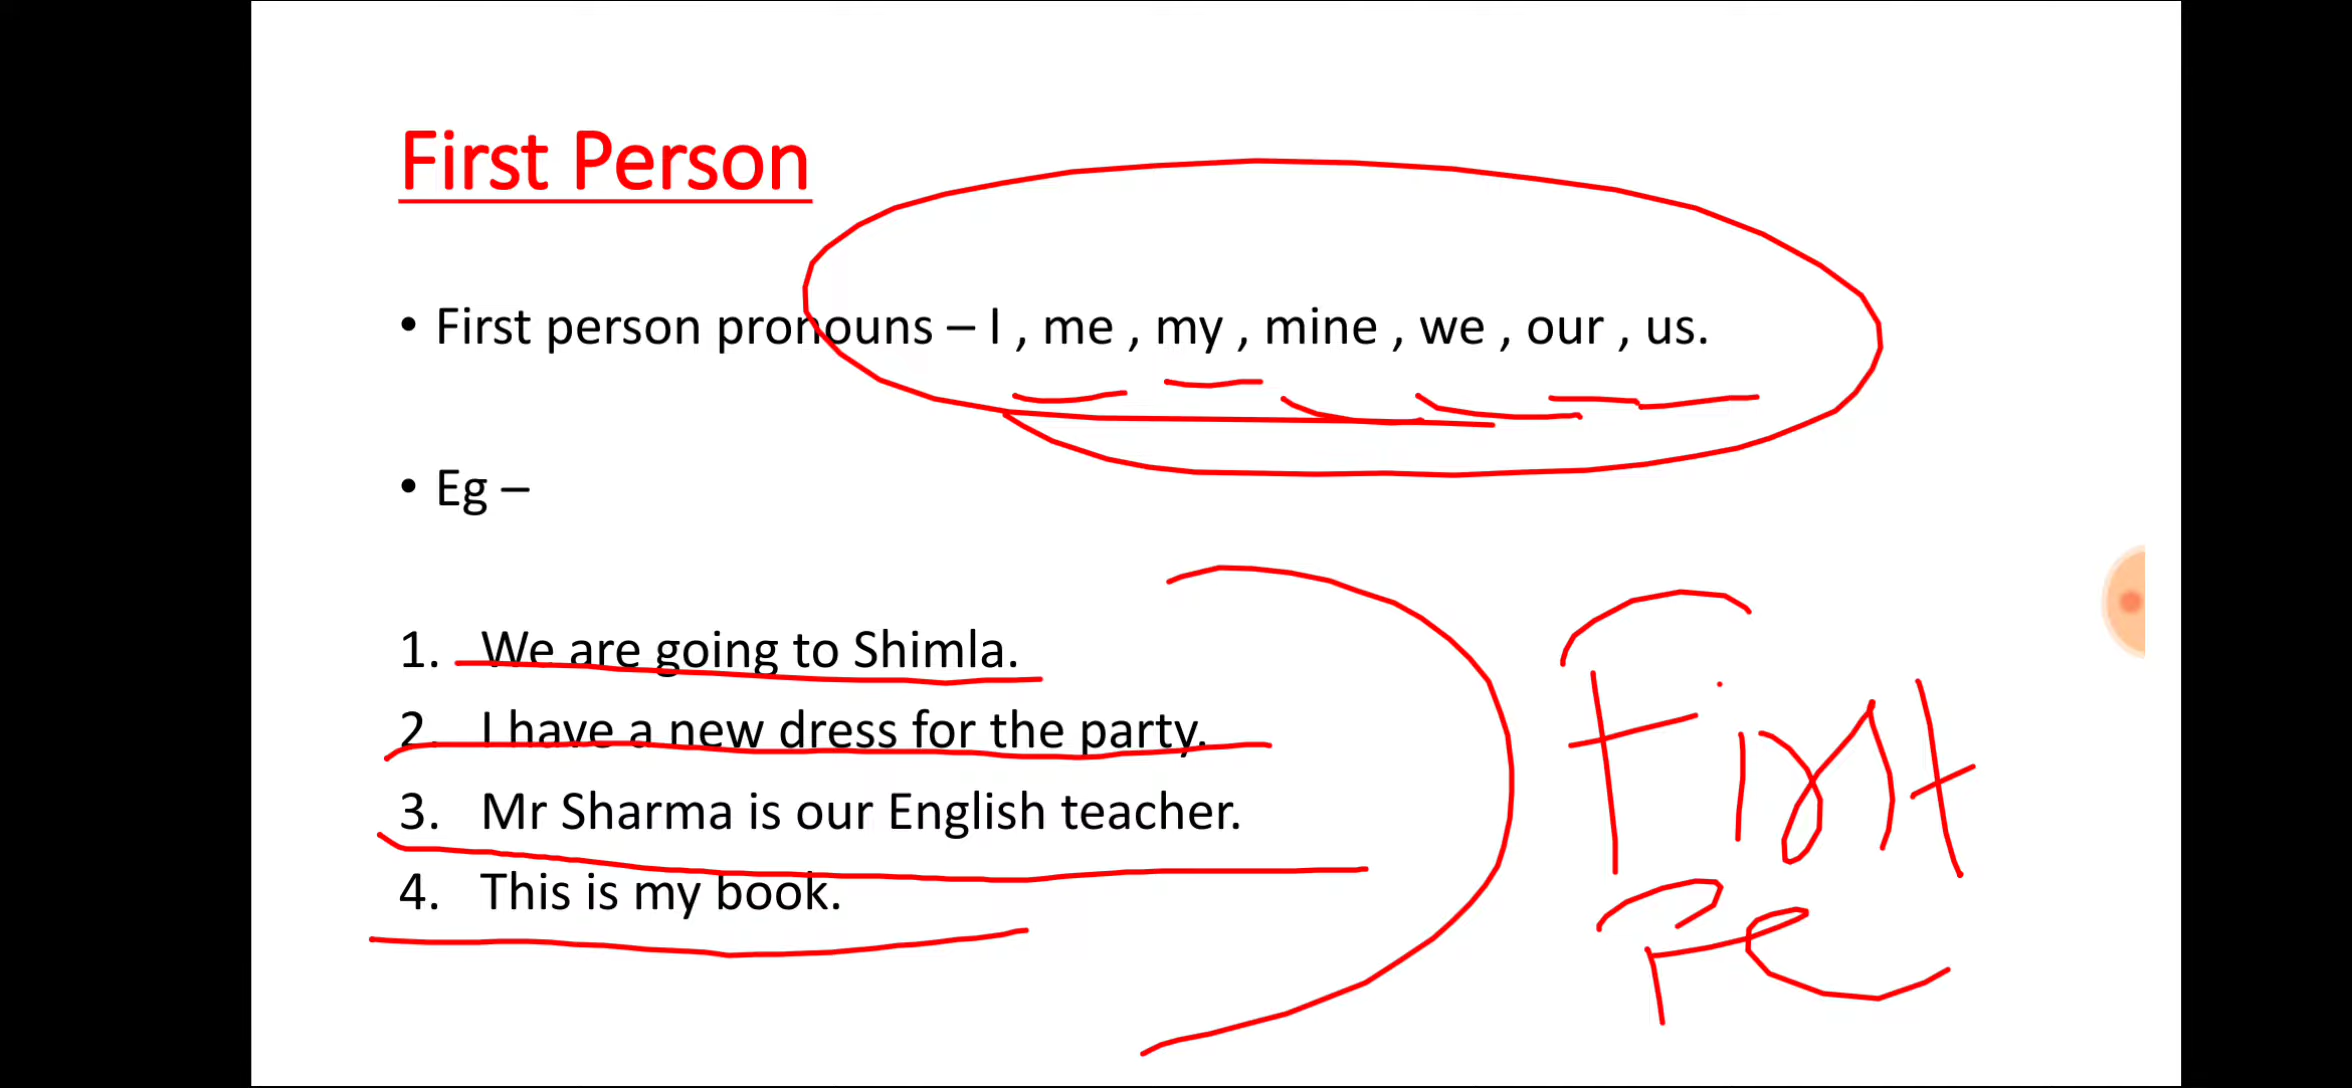 First Person
• First person pronouns – I , me , my , mine , we , our , us.
• Eg –
1. We are going to Shimla.
2. I have a new dress for the party.
3. Mr Sharma is our English teacher.
4. This is my book.
First
Pe